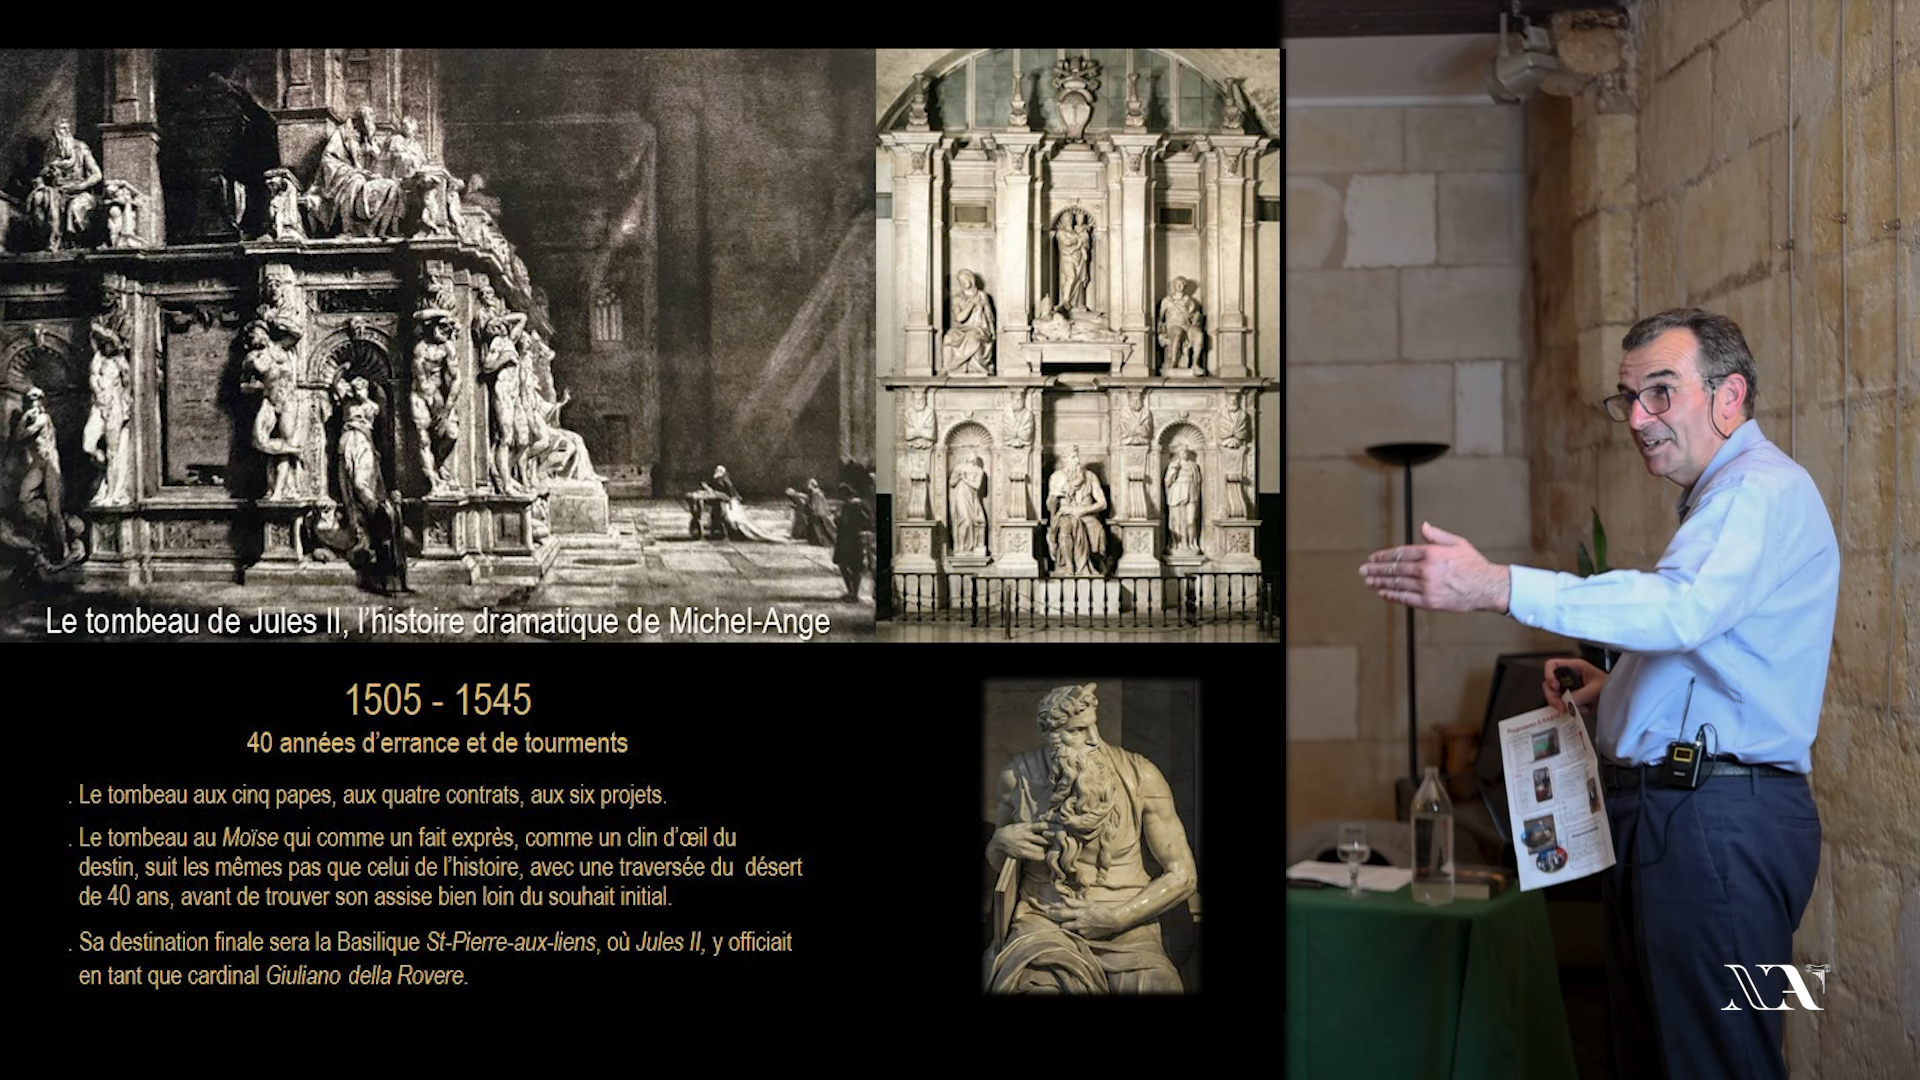 Le tombeau de Jules II, l'histoire dramatique de Michel-Ange
1505 - 1545
40 années d'errance et de tourments
. Le tombeau aux cinq papes, aux quatre contrats, aux six projets.
. Le tombeau au Moïse qui comme un fait exprès, comme un clin d'œil du
destin, suit les mêmes pas que celui de l'histoire, avec une traversée du désert
de 40 ans, avant de trouver son assise bien loin du souhait initial.
. Sa destination finale sera la Basilique St-Pierre-aux-liens, où Jules II, y officiait
en tant que cardinal Giuliano della Rovere.